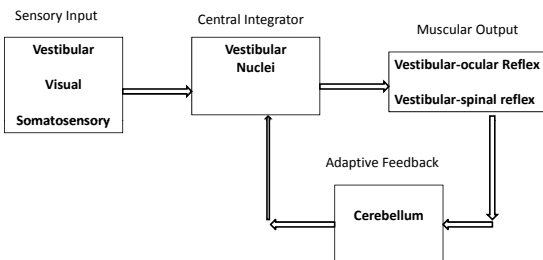 Sensory Input
Vestibular
Visual
Somatosensory
Central Integrator
Vestibular
Nuclei
Muscular Output
Vestibular-ocular Reflex
Vestibular-spinal reflex
Adaptive Feedback
Cerebellum